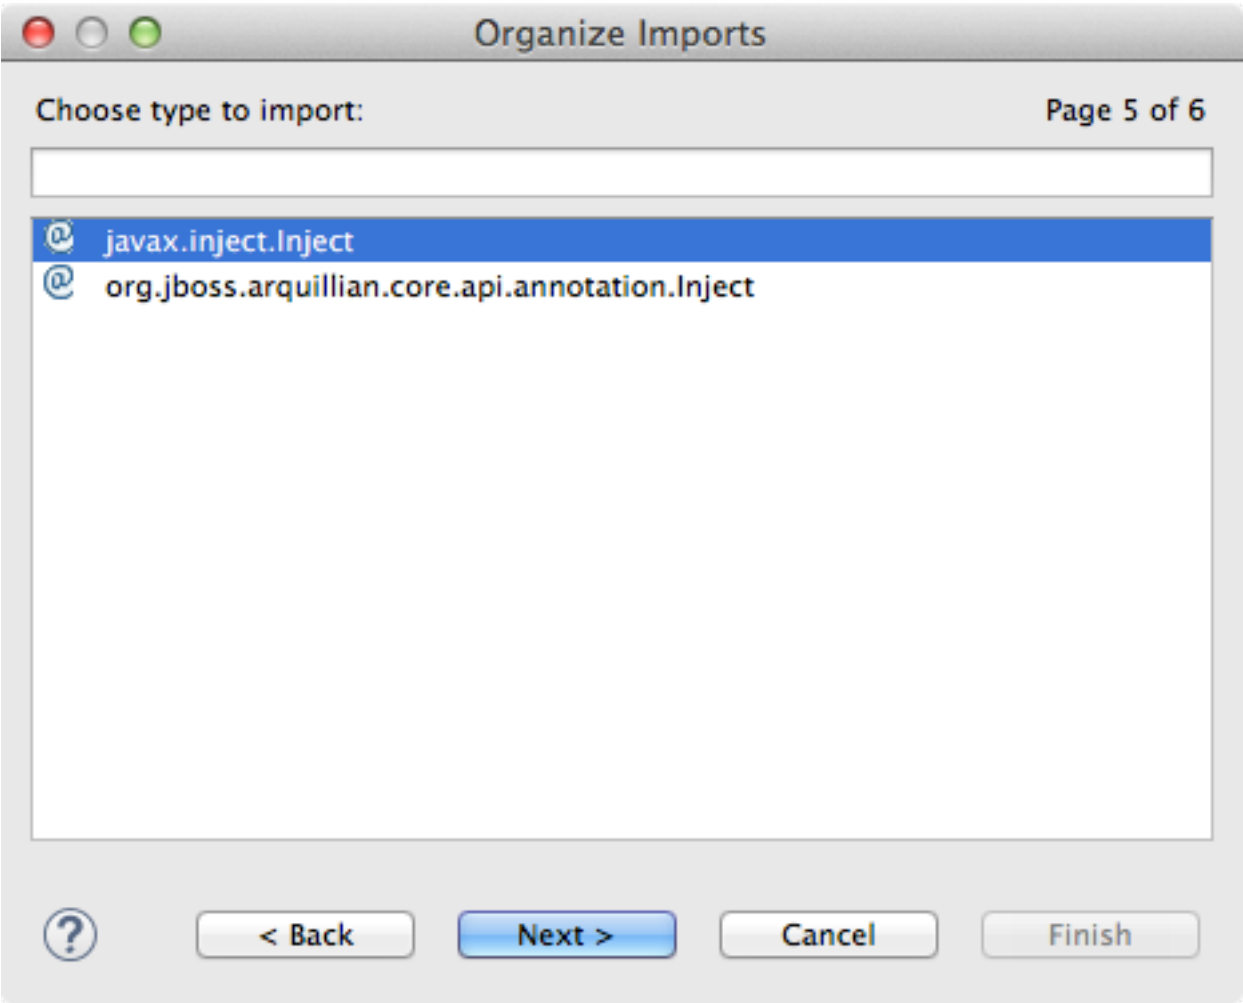 Organize Imports
Choose type to import:
Page 5 of 6
@ javax.inject.Inject
@ org.jboss.arquillian.core.api.annotation.Inject
? < Back Next > Cancel Finish